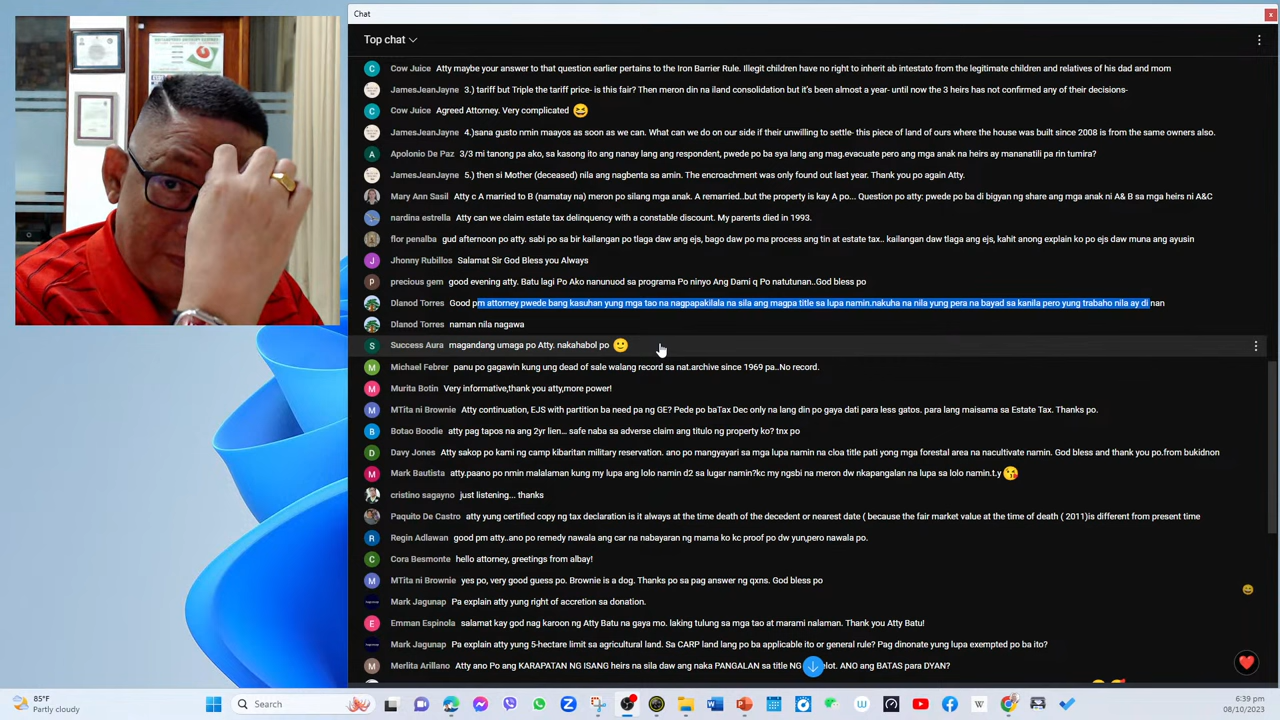 Chat
Top chat
Cow Juice Atty maybe your answer to that question earlier pertains to the Iron Barrier Rule. Illegit children have no right to inherit ab intestato from the legitimate children and relatives of his dad and mom
JamesJeanJayne 3.) tariff but Triple the tariff price- is this fair? Then meron din na iland consolidation but it's been almost a year- until now the 3 heirs has not confirmed any of their decisions-
Cow Juice Agreed Attorney. Very complicated 😆
JamesJeanJayne 4.)sana gusto nmin maayos as soon as we can. What can we do on our side if their unwilling to settle- this piece of land of ours where the house was built since 2008 is from the same owners also.
A Apolonio De Paz 3/3 mi tanong pa ako, sa kasong ito ang nanay lang ang respondent, pwede po ba sya lang ang mag.evacuate pero ang mga anak na heirs ay mananatili pa rin tumira?
JamesJeanJayne 5.) then si Mother (deceased) nila ang nagbenta sa amin. The encroachment was only found out last year. Thank you po again Atty.
Mary Ann Sasil Atty c A married to B (namatay na) meron po silang mga anak. A remarried..but the property is kay A po... Question po atty: pwede po ba di bigyan ng share ang mga anak ni A& B sa mga heirs ni A&C
nardina estrella Atty can we claim estate tax delinquency with a constable discount. My parents died in 1993.
flor penalba gud afternoon po atty. sabi po sa bir kailangan po tlaga daw ang ejs, bago daw po ma process ang tin at estate tax.. kailangan daw tlaga ang ejs, kahit anong explain ko po ejs daw muna ang ayusin
J Jhonny Rubillos Salamat Sir God Bless you Always
P precious gem good evening atty. Batu lagi Po Ako nanunuod sa programa Po ninyo Ang Dami q Po natutunan..God bless po
Dlanod Torres Good pm attorney pwede bang kasuhan yung mga tao na nagpapakilala na sila ang magpa title sa lupa namin.nakuha na nila yung pera na bayad sa kanila pero yung trabaho nila ay di nan
Dlanod Torres naman nila nagawa
S Success Aura magandang umaga po Atty. nakahabol po 🙂
M Michael Febrer panu po gagawin kung ung dead of sale walang record sa nat.archive since 1969 pa..No record.
M Murita Botin Very informative,thank you atty,more power!
M MTita ni Brownie Atty continuation, EJS with partition ba need pa ng GE? Pede po baTax Dec only na lang din po gaya dati para less gatos. para lang maisama sa Estate Tax. Thanks po.
B Botao Boodie atty pag tapos na ang 2yr lien... safe naba sa adverse claim ang titulo ng property ko? tnx po
D Davy Jones Atty sakop po kami ng camp kibaritan military reservation. ano po mangyayari sa mga lupa namin na cloa title pati yong mga forestal area na nacultivate namin. God bless and thank you po.from bukidnon
Mark Bautista atty.paano po nmin malalaman kung my lupa ang lolo namin d2 sa lugar namin?kc my ngsbi na meron dw nkapangalan na lupa sa lolo namin.t.y 😘
cristino sagayno just listening... thanks
Paquito De Castro atty yung certified copy ng tax declaration is it always at the time death of the decedent or nearest date ( because the fair market value at the time of death ( 2011)is different from present time
R Regin Adlawan good pm atty..ano po remedy nawala ang car na nabayaran ng mama ko kc proof po dw yun,pero nawala po.
C Cora Besmonte hello attorney, greetings from albay!
M MTita ni Brownie yes po, very good guess po. Brownie is a dog. Thanks po sa pag answer ng qxns. God bless po
Mark Jagunap Pa explain atty yung right of accretion sa donation.
E Emman Espinola salamat kay god nag karoon ng Atty Batu na gaya mo. laking tulung sa mga tao at marami nalaman. Thank you Atty Batu!
Mark Jagunap Pa explain atty yung 5-hectare limit sa agricultural land. Sa CARP land lang po ba applicable ito or general rule? Pag dinonate yung lupa exempted po ba ito?
M Merlita Arillano Atty ano Po ang KARAPATAN NG ISANG heirs na sila daw ang naka PANGALAN sa title NG lot. ANO ang BATAS para DYAN?
85°F
Partly cloudy
Search
6:39 pm
08/10/2023